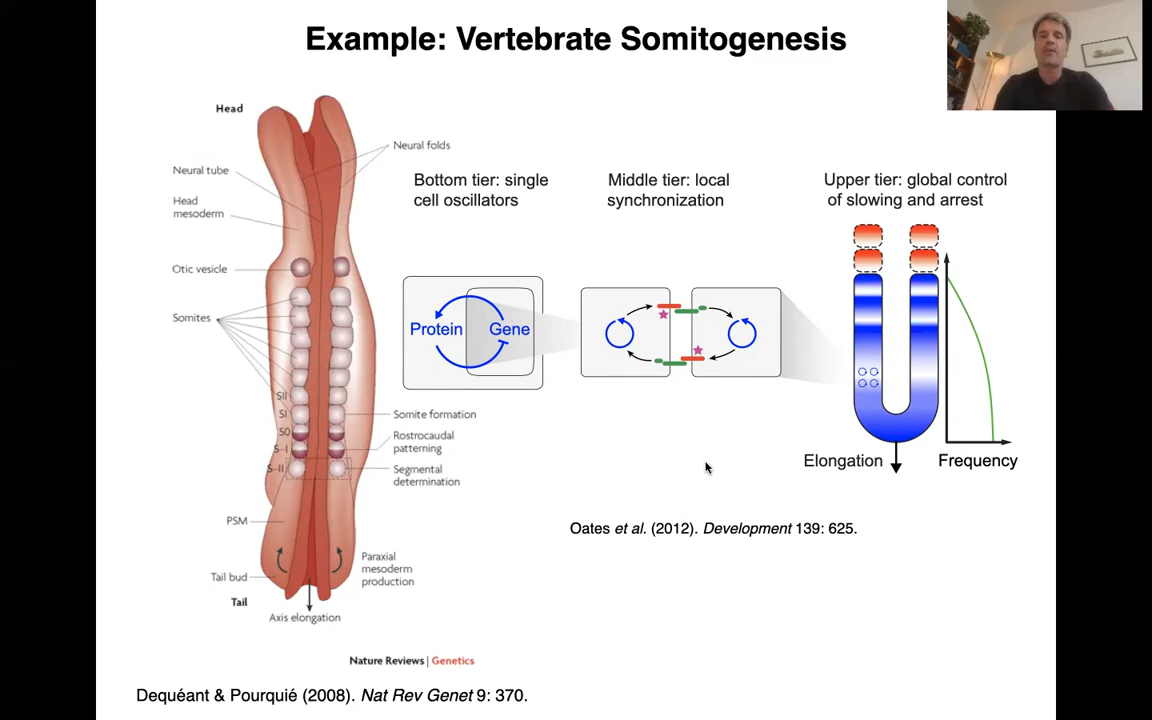 Example: Vertebrate Somitogenesis
Head
Neural folds
Neural tube
Head
mesoderm
Otic vesicle
Somites
SII
SI
S0
S–I
S–II
Somite formation
Rostrocaudal
patterning
Segmental
determination
PSM
Paraxial
mesoderm
production
Tail bud
Tail
Axis elongation
Nature Reviews | Genetics
Dequéant & Pourquié (2008). Nat Rev Genet 9: 370.
Bottom tier: single
cell oscillators
Protein
Gene
Middle tier: local
synchronization
Upper tier: global control
of slowing and arrest
Elongation
Frequency
Oates et al. (2012). Development 139: 625.